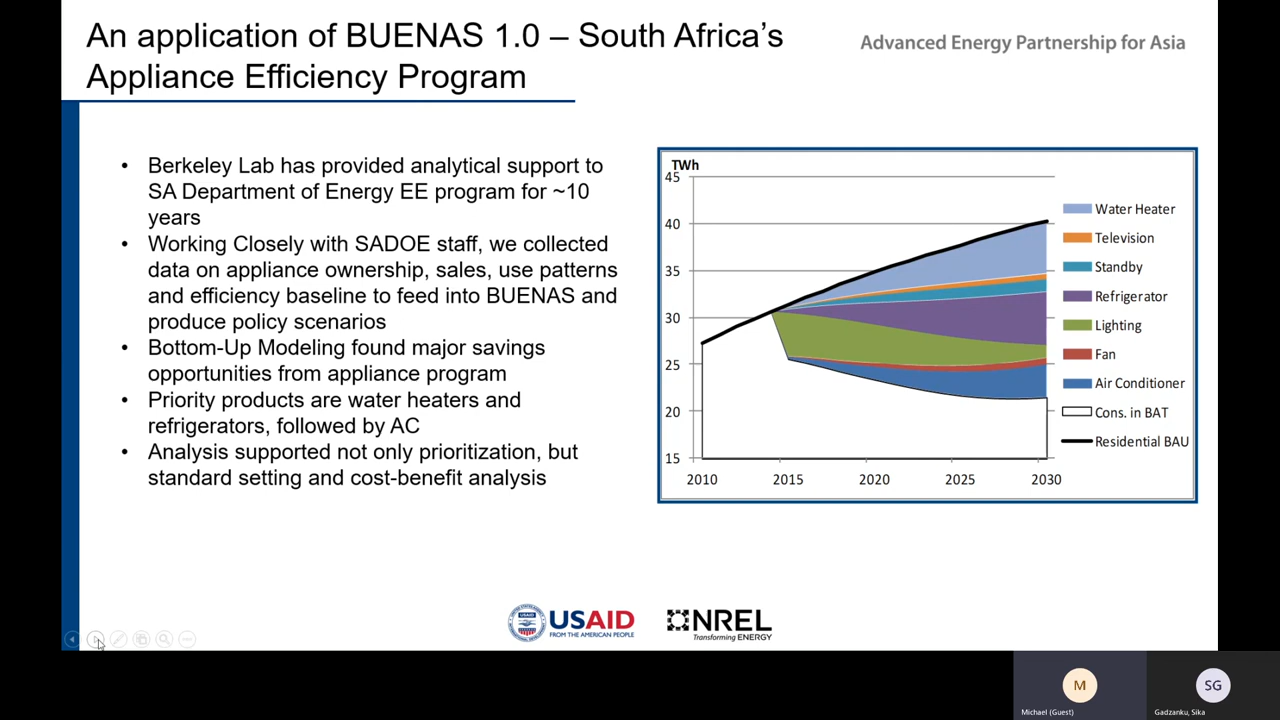 An application of BUENAS 1.0 – South Africa's
Appliance Efficiency Program
Advanced Energy Partnership for Asia
• Berkeley Lab has provided analytical support to
SA Department of Energy EE program for ~10
years
• Working Closely with SADOE staff, we collected
data on appliance ownership, sales, use patterns
and efficiency baseline to feed into BUENAS and
produce policy scenarios
• Bottom-Up Modeling found major savings
opportunities from appliance program
• Priority products are water heaters and
refrigerators, followed by AC
• Analysis supported not only prioritization, but
standard setting and cost-benefit analysis
TWh
45
40
35
30
25
20
15
2010 2015 2020 2025 2030
Water Heater
Television
Standby
Refrigerator
Lighting
Fan
Air Conditioner
Cons. in BAT
Residential BAU
USAID
FROM THE AMERICAN PEOPLE
NREL
Transforming ENERGY
M
Michael (Guest)
SG
Gadzanku, Sika